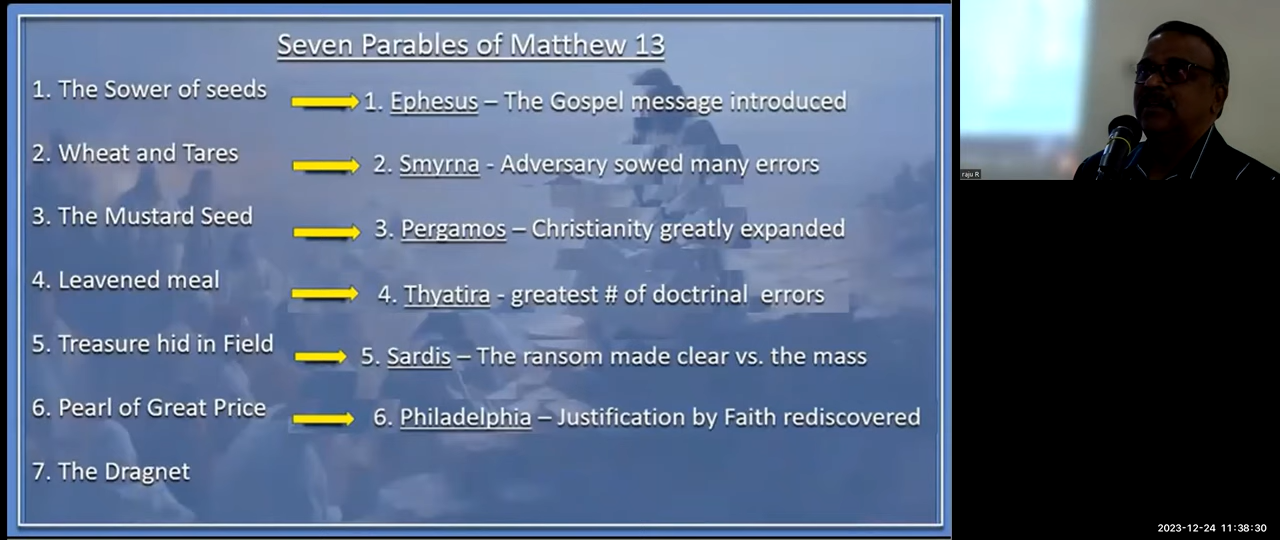 Seven Parables of Matthew 13
1. The Sower of seeds
1. Ephesus – The Gospel message introduced
2. Wheat and Tares
2. Smyrna - Adversary sowed many errors
3. The Mustard Seed
3. Pergamos – Christianity greatly expanded
4. Leavened meal
4. Thyatira - greatest # of doctrinal errors
5. Treasure hid in Field
5. Sardis – The ransom made clear vs. the mass
6. Pearl of Great Price
6. Philadelphia – Justification by Faith rediscovered
7. The Dragnet
raju R
2023-12-24 11:38:30